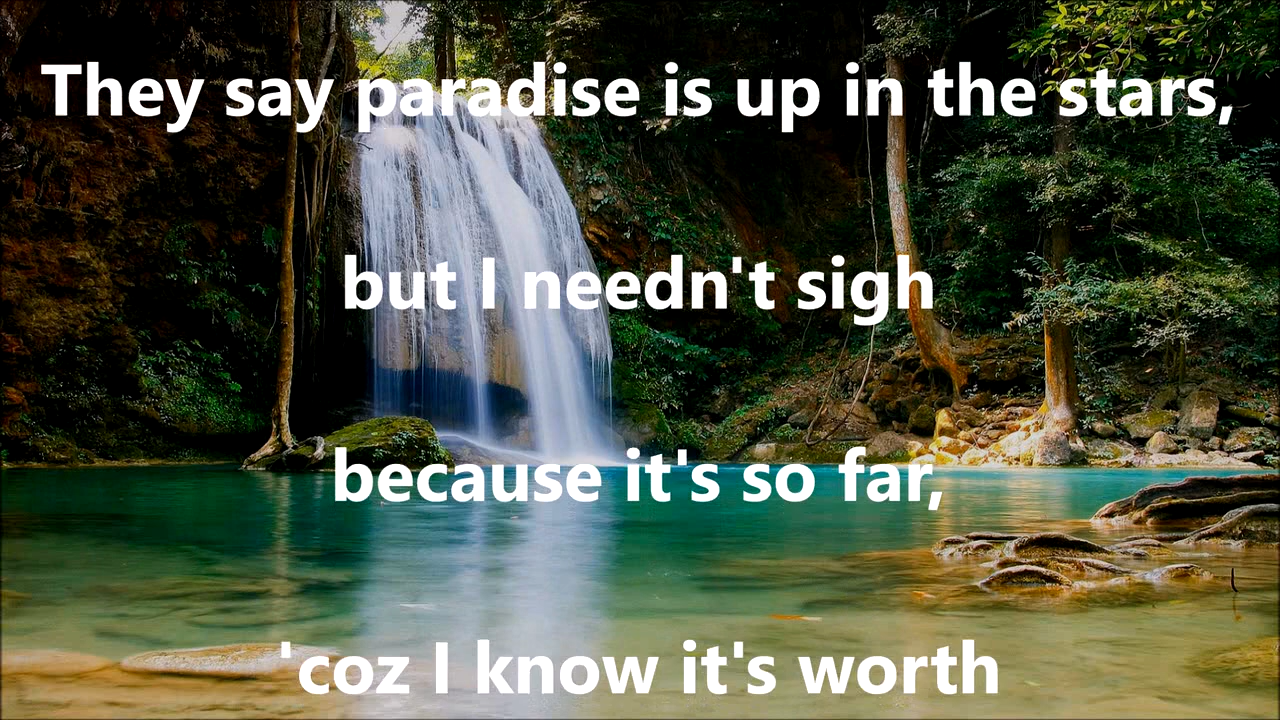 They say paradise is up in the stars,
but I needn't sigh
because it's so far,
'coz I know it's worth